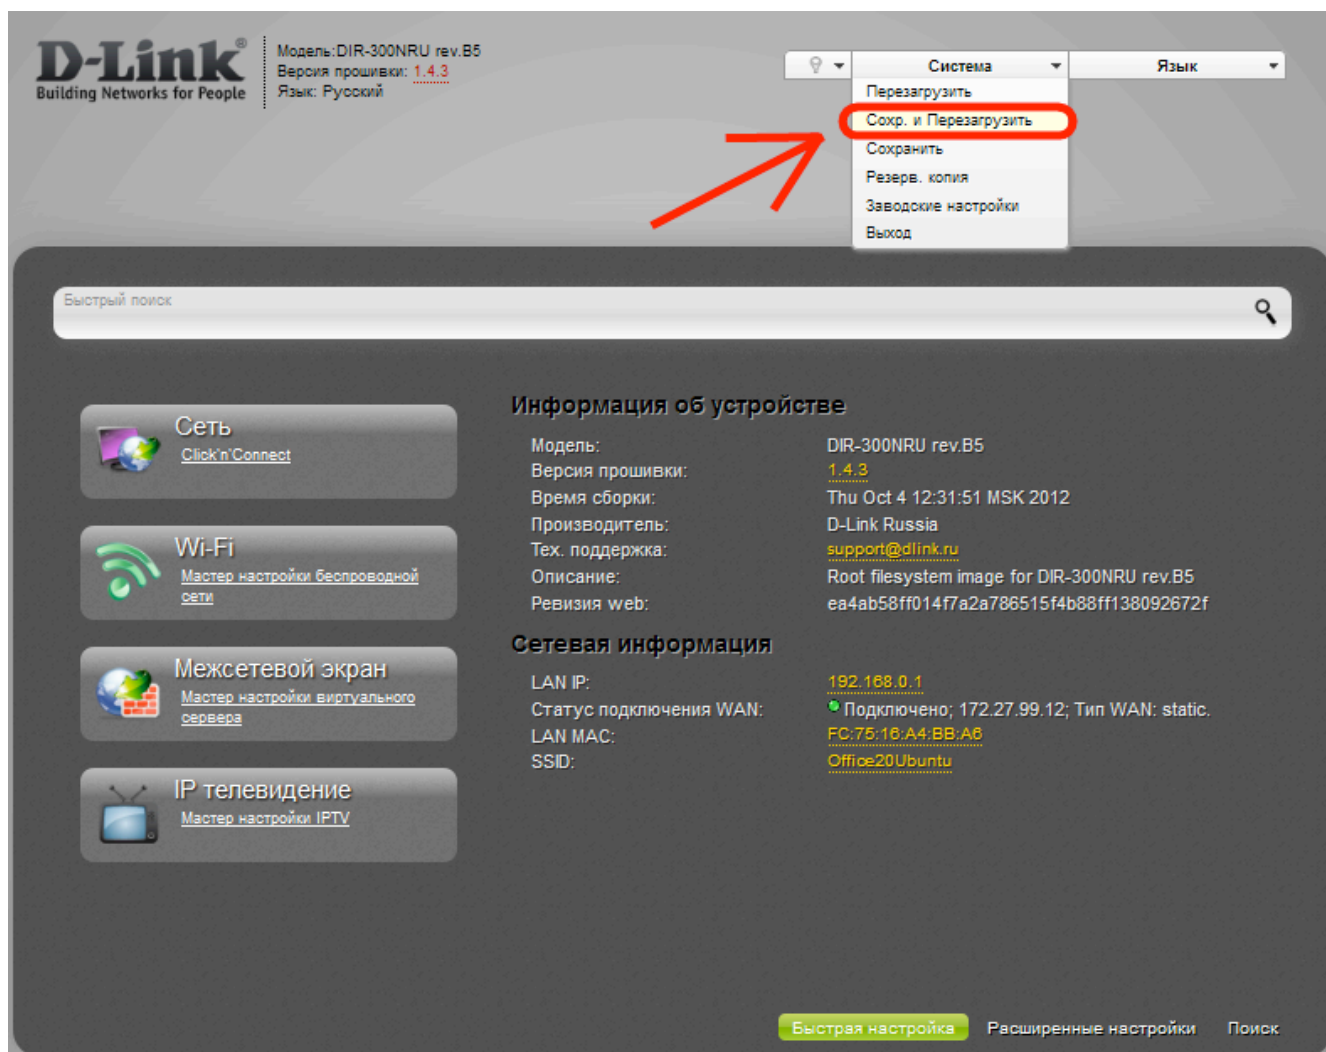 D-Link®
Building Networks for People
Модель:DIR-300NRU rev.B5
Версия прошивки: 1.4.3
Язык: Русский
Система
Язык
Перезагрузить
Сохр. и Перезагрузить
Сохранить
Резерв. копия
Заводские настройки
Выход
Быстрый поиск
Сеть
Click'n'Connect
Wi-Fi
Мастер настройки беспроводной
сети
Межсетевой экран
Мастер настройки виртуального
сервера
IP телевидение
Мастер настройки IPTV
Информация об устройстве
Модель: DIR-300NRU rev.B5
Версия прошивки: 1.4.3
Время сборки: Thu Oct 4 12:31:51 MSK 2012
Производитель: D-Link Russia
Тех. поддержка: support@dlink.ru
Описание: Root filesystem image for DIR-300NRU rev.B5
Ревизия web: ea4ab58ff014f7a2a786515f4b88ff138092672f
Сетевая информация
LAN IP: 192.168.0.1
Статус подключения WAN: Подключено; 172.27.99.12; Тип WAN: static.
LAN MAC: FC:75:16:A4:BB:A6
SSID: Office20Ubuntu
Быстрая настройка Расширенные настройки Поиск